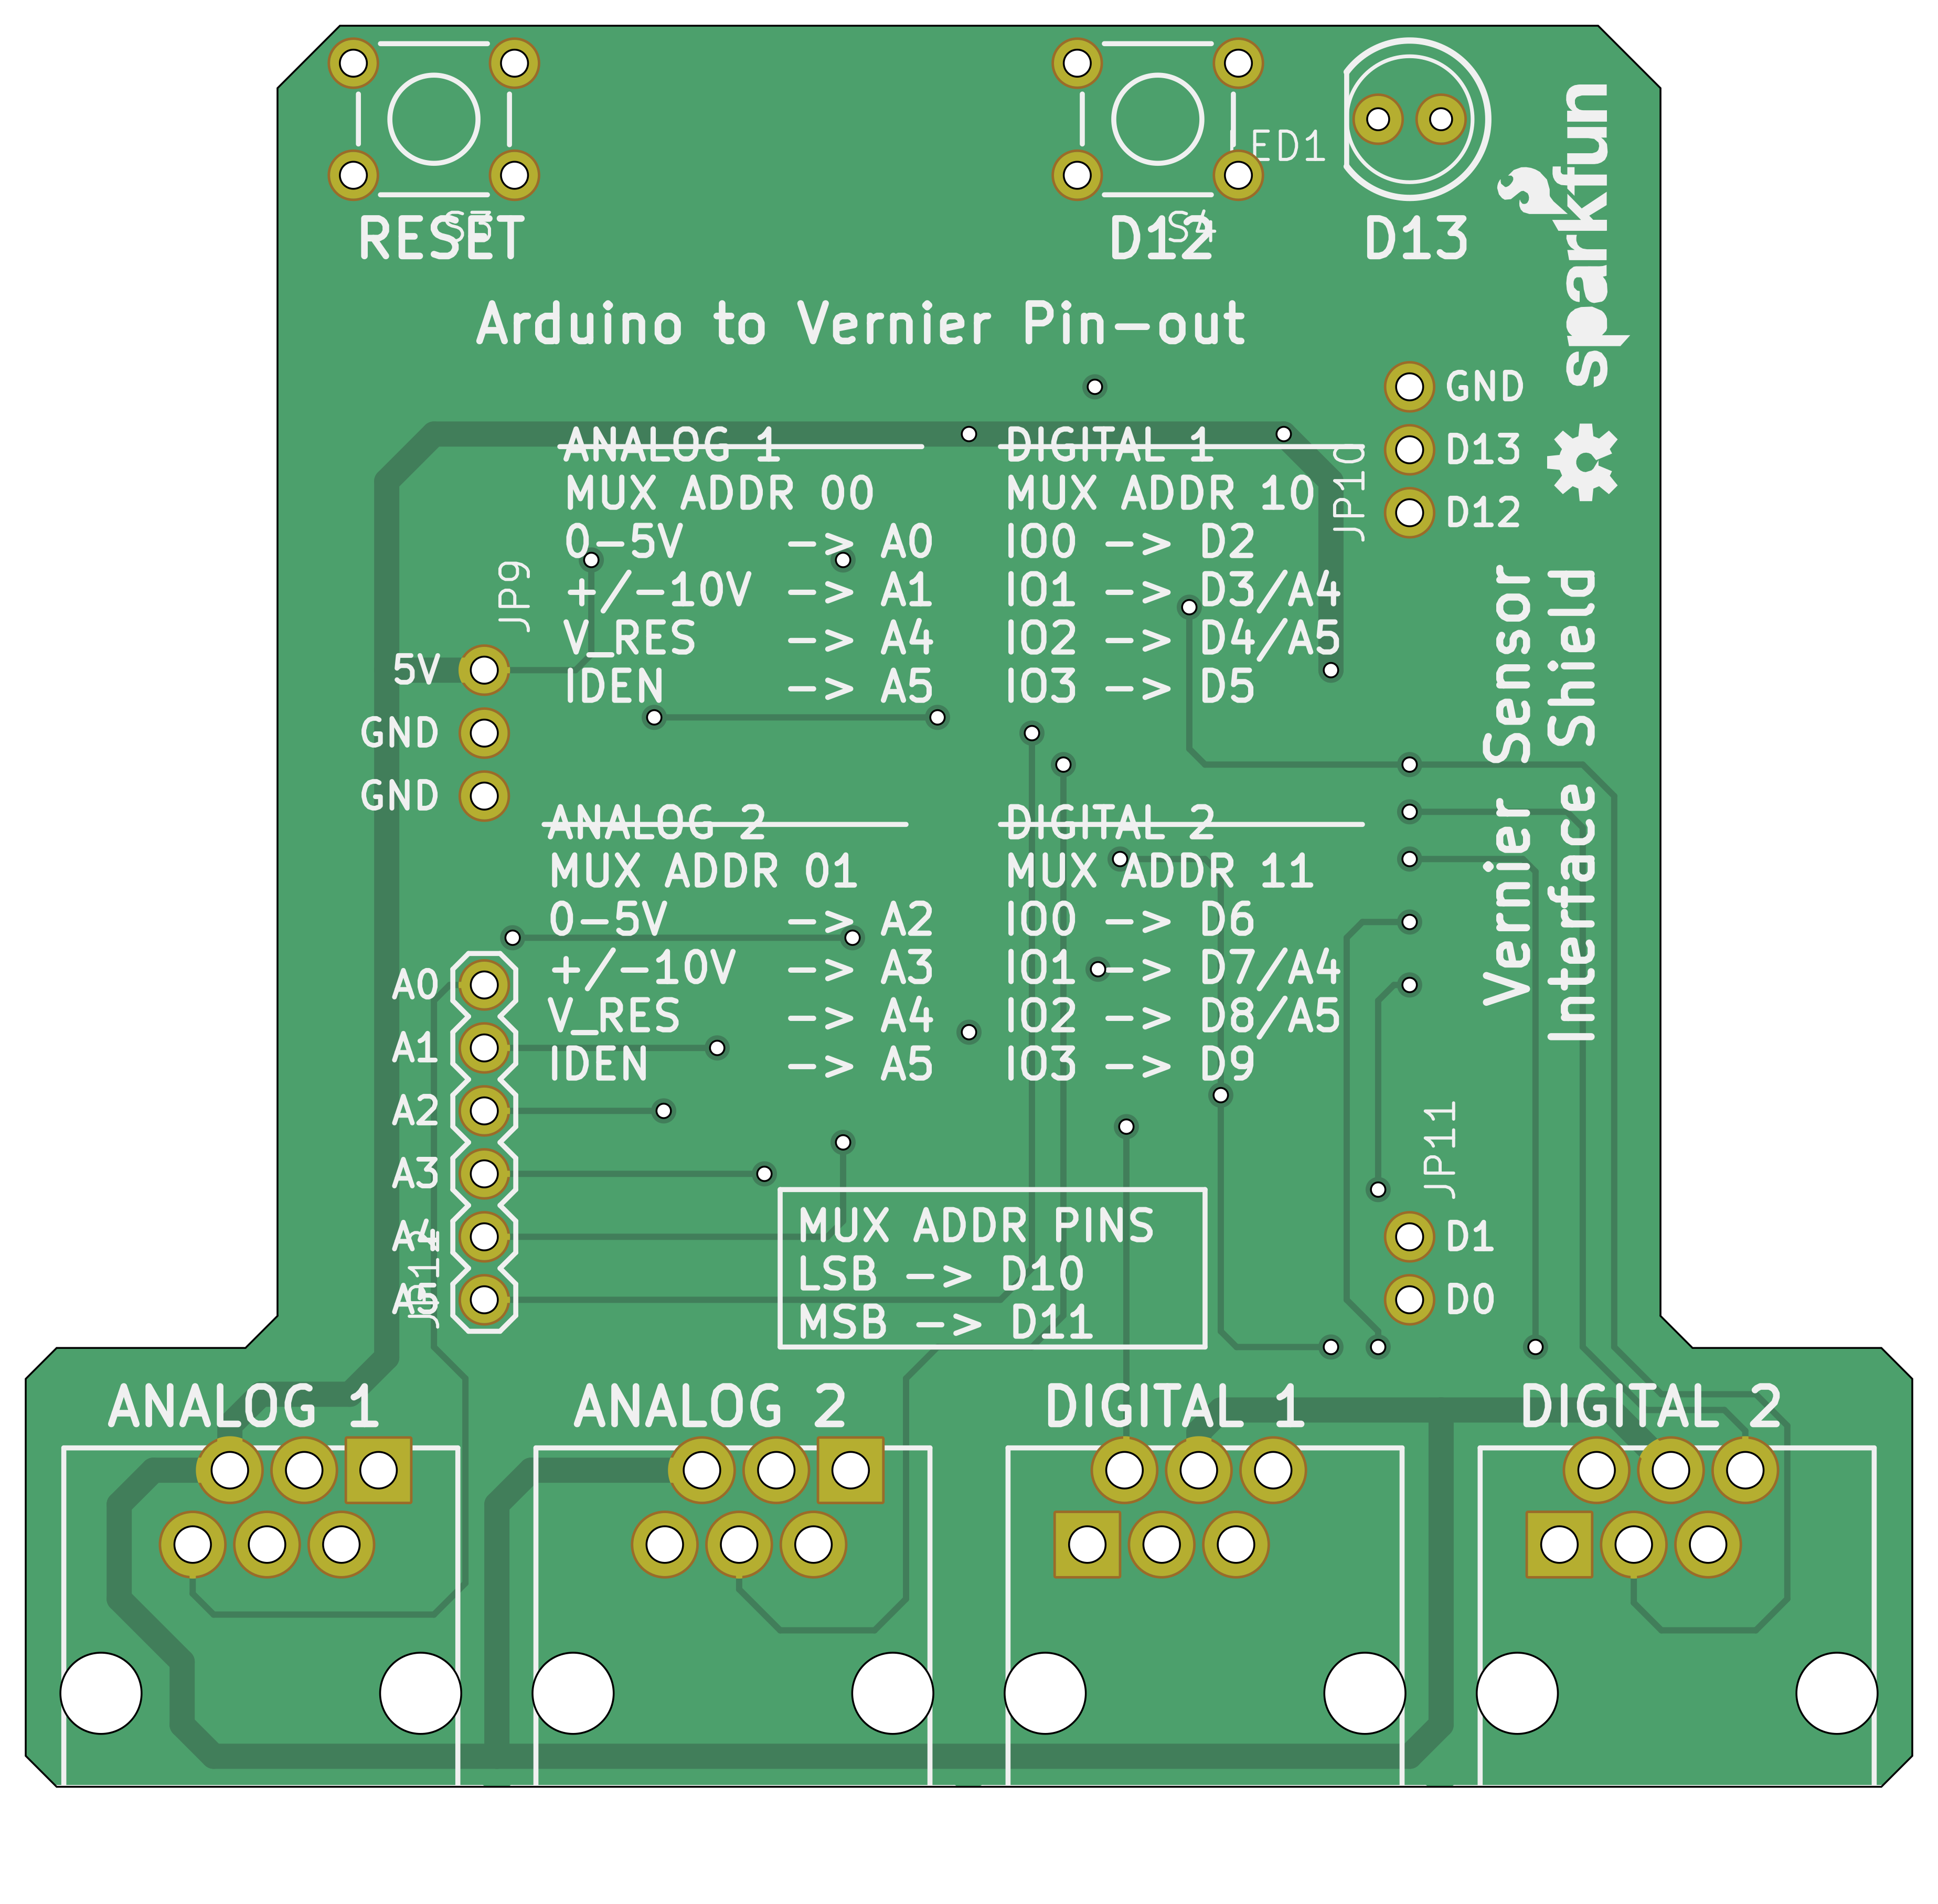 RESET
S3
D12
S4
LED1
D13
sparkfun
Arduino to Vernier Pin-out
GND
D13
D12
JP10
ANALOG 1
MUX ADDR 00
0-5V -> A0
+/-10V -> A1
V_RES -> A4
IDEN -> A5
DIGITAL 1
MUX ADDR 10
IO0 -> D2
IO1 -> D3/A4
IO2 -> D4/A5
IO3 -> D5
JP9
5V
GND
GND
Vernier Sensor
Interface Shield
ANALOG 2
MUX ADDR 01
0-5V -> A2
+/-10V -> A3
V_RES -> A4
IDEN -> A5
DIGITAL 2
MUX ADDR 11
IO0 -> D6
IO1 -> D7/A4
IO2 -> D8/A5
IO3 -> D9
A0
A1
A2
A3
A4
A5
JP11
D1
D0
MUX ADDR PINS
LSB -> D10
MSB -> D11
ANALOG 1
ANALOG 2
DIGITAL 1
DIGITAL 2